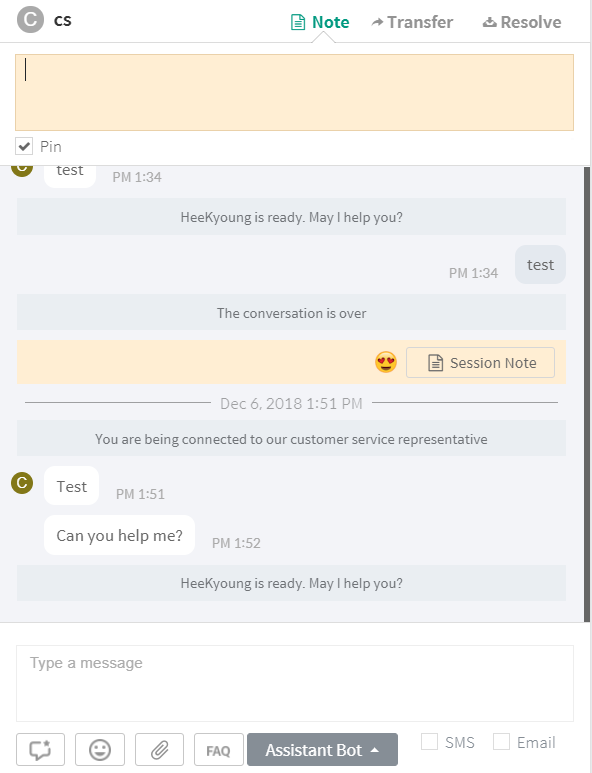 C cs Note Transfer Resolve
Pin
C test PM 1:34
HeeKyoung is ready. May I help you?
PM 1:34 test
The conversation is over
Session Note
Dec 6, 2018 1:51 PM
You are being connected to our customer service representative
C Test PM 1:51
Can you help me? PM 1:52
HeeKyoung is ready. May I help you?
Type a message
FAQ Assistant Bot SMS Email